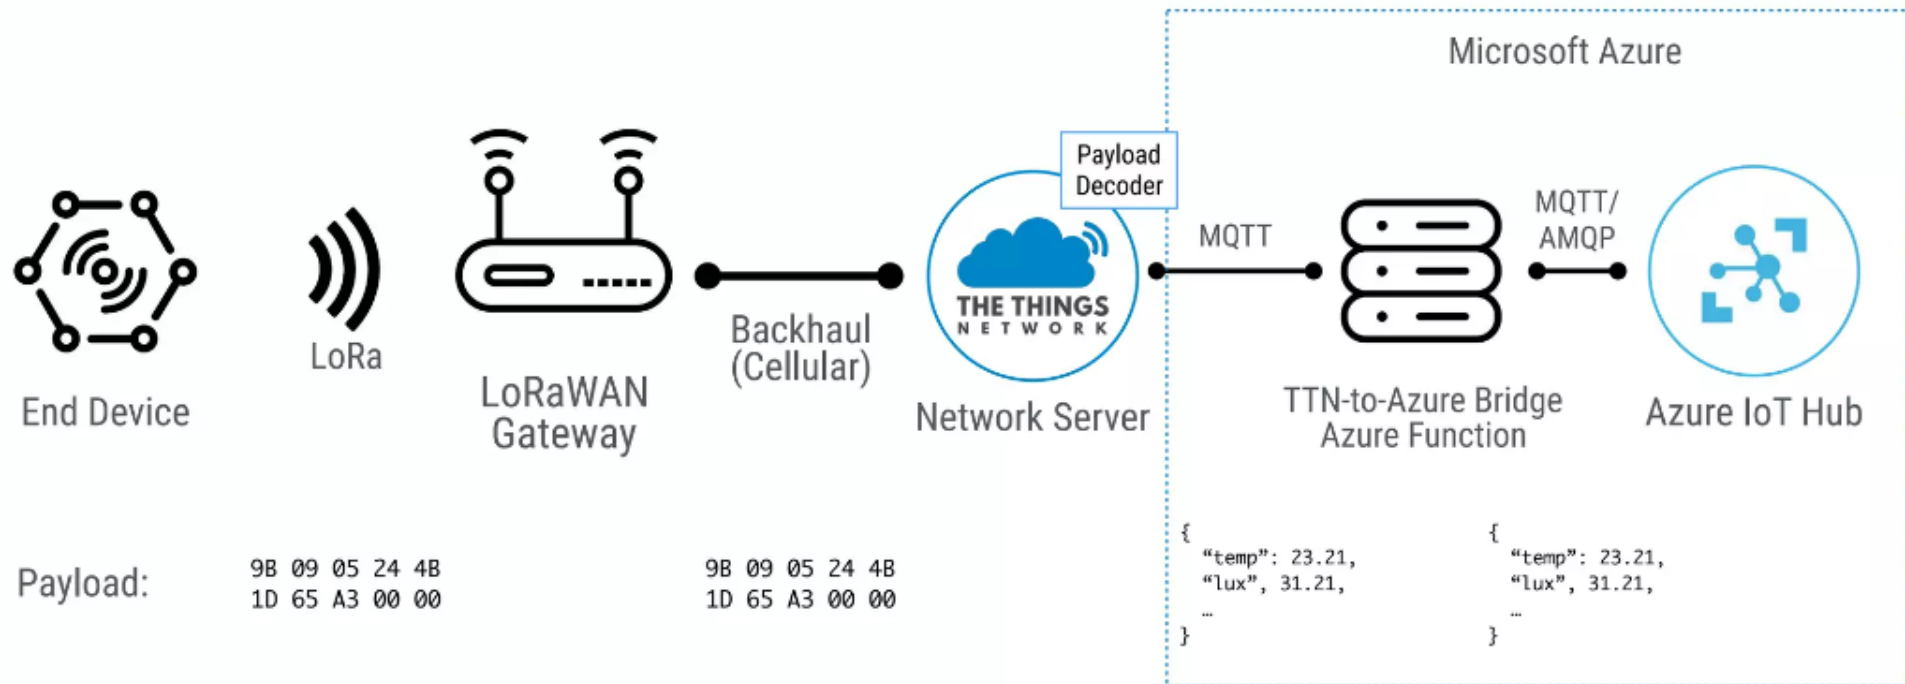 Microsoft Azure
Payload
Decoder
MQTT/
AMQP
MQTT
THE THINGS
NETWORK
LoRa
Backhaul
(Cellular)
End Device
LoRaWAN
Gateway
Network Server
TTN-to-Azure Bridge
Azure Function
Azure IoT Hub
Payload:
9B 09 05 24 4B
1D 65 A3 00 00
9B 09 05 24 4B
1D 65 A3 00 00
{
“temp”: 23.21,
“lux”, 31.21,
…
}
{
“temp”: 23.21,
“lux”, 31.21,
…
}